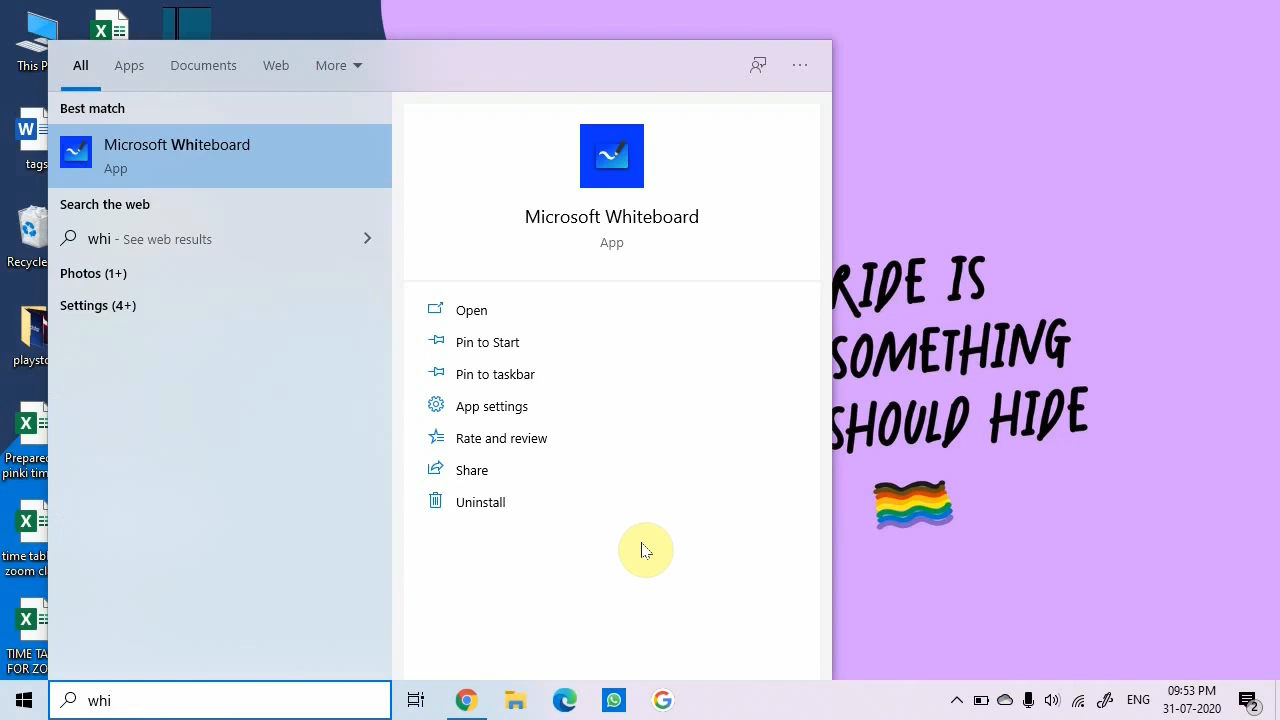 This P
tags
Recycle
playsto
Prepared
pinki tim
time tabl
zoom cl
TIME TA
FOR ZO
All
Apps
Documents
Web
More
Best match
Microsoft Whiteboard
App
Search the web
whi - See web results
Photos (1+)
Settings (4+)
Microsoft Whiteboard
App
Open
Pin to Start
Pin to taskbar
App settings
Rate and review
Share
Uninstall
RIDE IS
SOMETHING
SHOULD HIDE
whi
ENG
09:53 PM
31-07-2020
2